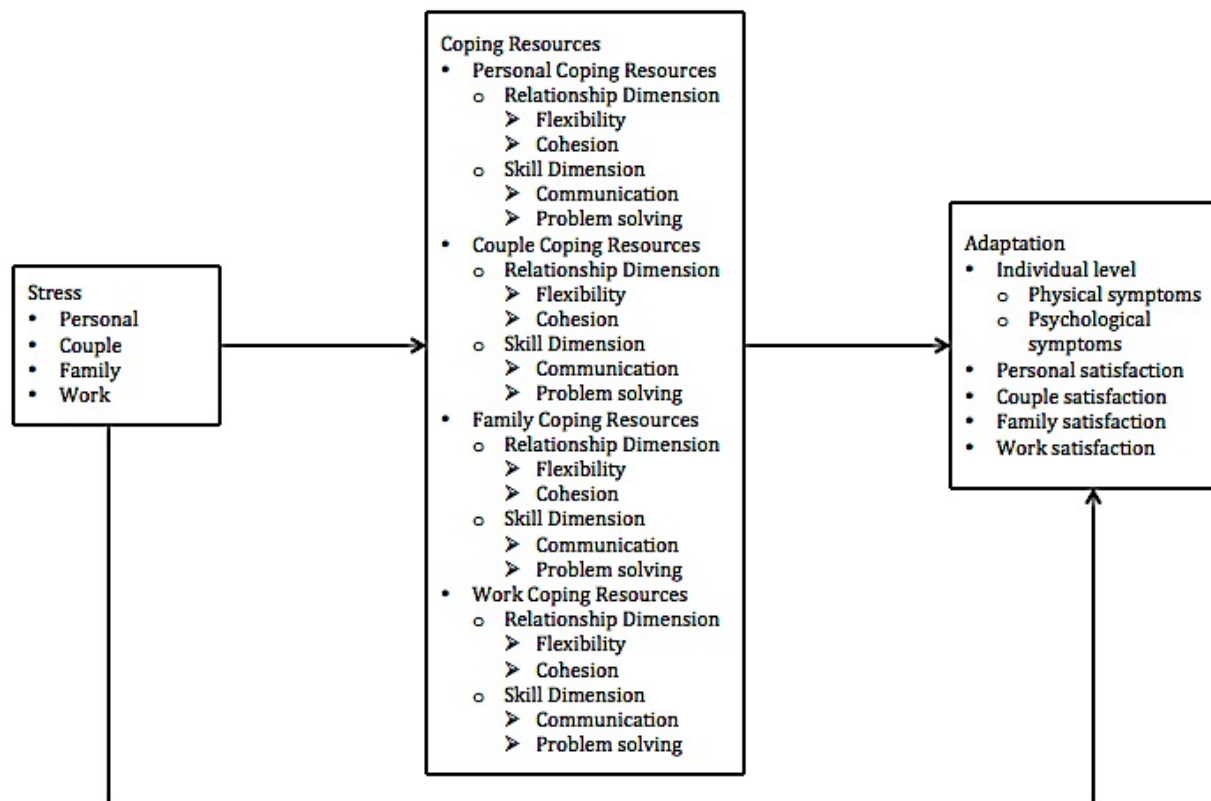 Stress
• Personal
• Couple
• Family
• Work
Coping Resources
• Personal Coping Resources
o Relationship Dimension
➢ Flexibility
➢ Cohesion
o Skill Dimension
➢ Communication
➢ Problem solving
• Couple Coping Resources
o Relationship Dimension
➢ Flexibility
➢ Cohesion
o Skill Dimension
➢ Communication
➢ Problem solving
• Family Coping Resources
o Relationship Dimension
➢ Flexibility
➢ Cohesion
o Skill Dimension
➢ Communication
➢ Problem solving
• Work Coping Resources
o Relationship Dimension
➢ Flexibility
➢ Cohesion
o Skill Dimension
➢ Communication
➢ Problem solving
Adaptation
• Individual level
o Physical symptoms
o Psychological
symptoms
• Personal satisfaction
• Couple satisfaction
• Family satisfaction
• Work satisfaction